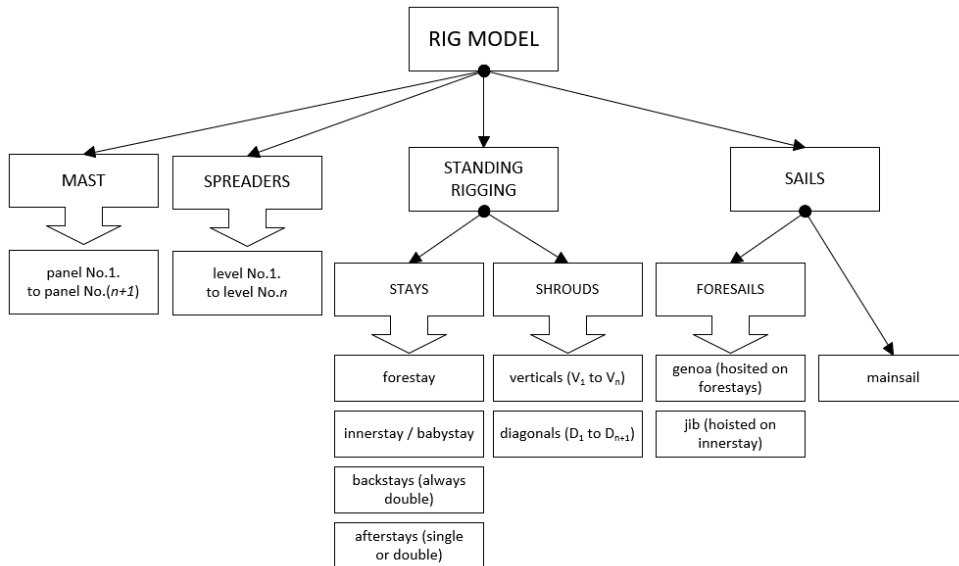 RIG MODEL
MAST
SPREADERS
STANDING
RIGGING
SAILS
panel No.1.
to panel No.(n+1)
level No.1.
to level No.n
STAYS
SHROUDS
FORESAILS
forestay
verticals (V₁ to Vₙ)
genoa (hosited on
forestays)
mainsail
innerstay / babystay
diagonals (D₁ to Dₙ₊₁)
jib (hoisted on
innerstay)
backstays (always
double)
afterstays (single
or double)